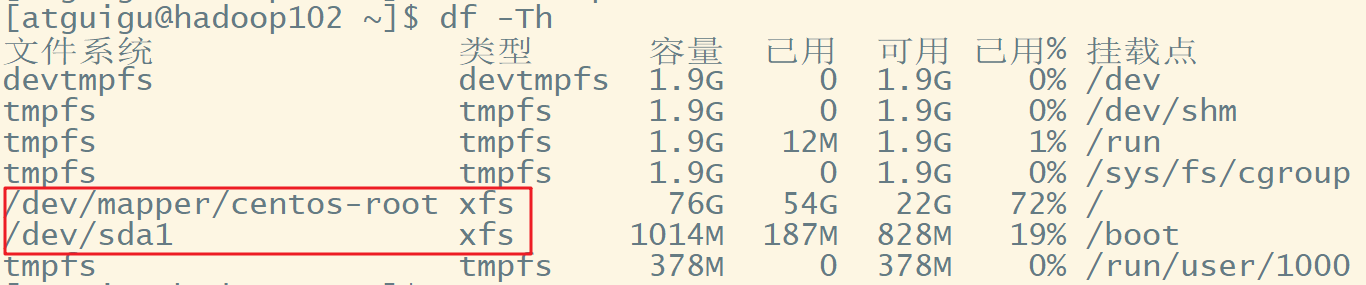 [atguigu@hadoop102 ~]$ df -Th
文件系统 类型 容量 已用 可用 已用% 挂载点
devtmpfs devtmpfs 1.9G 0 1.9G 0% /dev
tmpfs tmpfs 1.9G 0 1.9G 0% /dev/shm
tmpfs tmpfs 1.9G 12M 1.9G 1% /run
tmpfs tmpfs 1.9G 0 1.9G 0% /sys/fs/cgroup
/dev/mapper/centos-root xfs 76G 54G 22G 72% /
/dev/sda1 xfs 1014M 187M 828M 19% /boot
tmpfs tmpfs 378M 0 378M 0% /run/user/1000